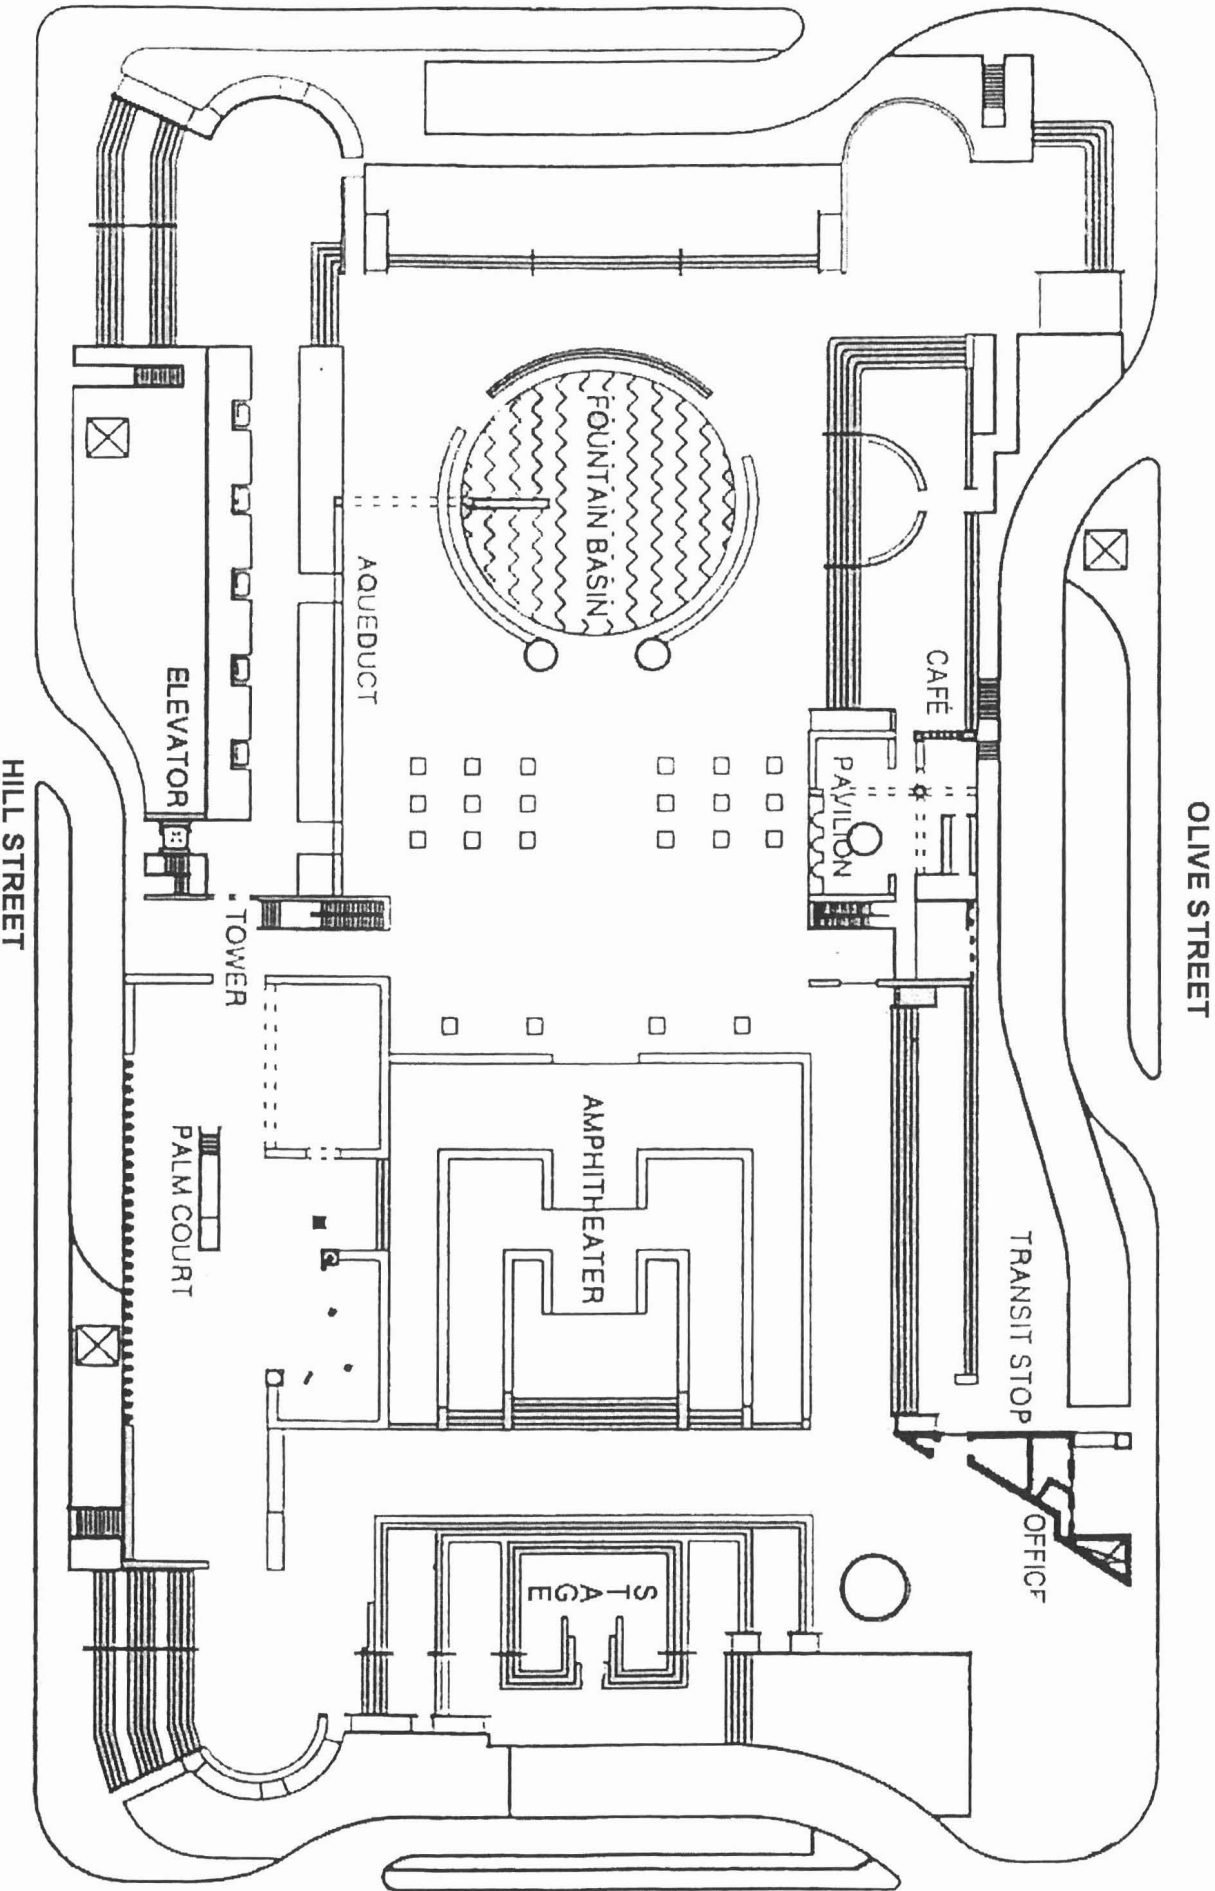 OLIVE STREET
TRANSIT STOP
OFFICE
CAFÉ
PAVILION
FOUNTAIN BASIN
AMPHITHEATER
STAGE
AQUEDUCT
TOWER
ELEVATOR
PALM COURT
HILL STREET